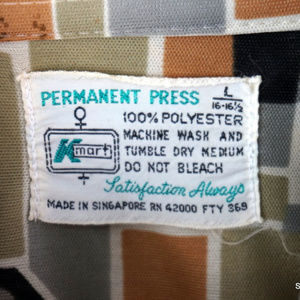 PERMANENT PRESS L
16-16½
100% POLYESTER
MACHINE WASH AND
TUMBLE DRY MEDIUM
DO NOT BLEACH
Kmart
Satisfaction Always
MADE IN SINGAPORE RN 42000 FTY 369